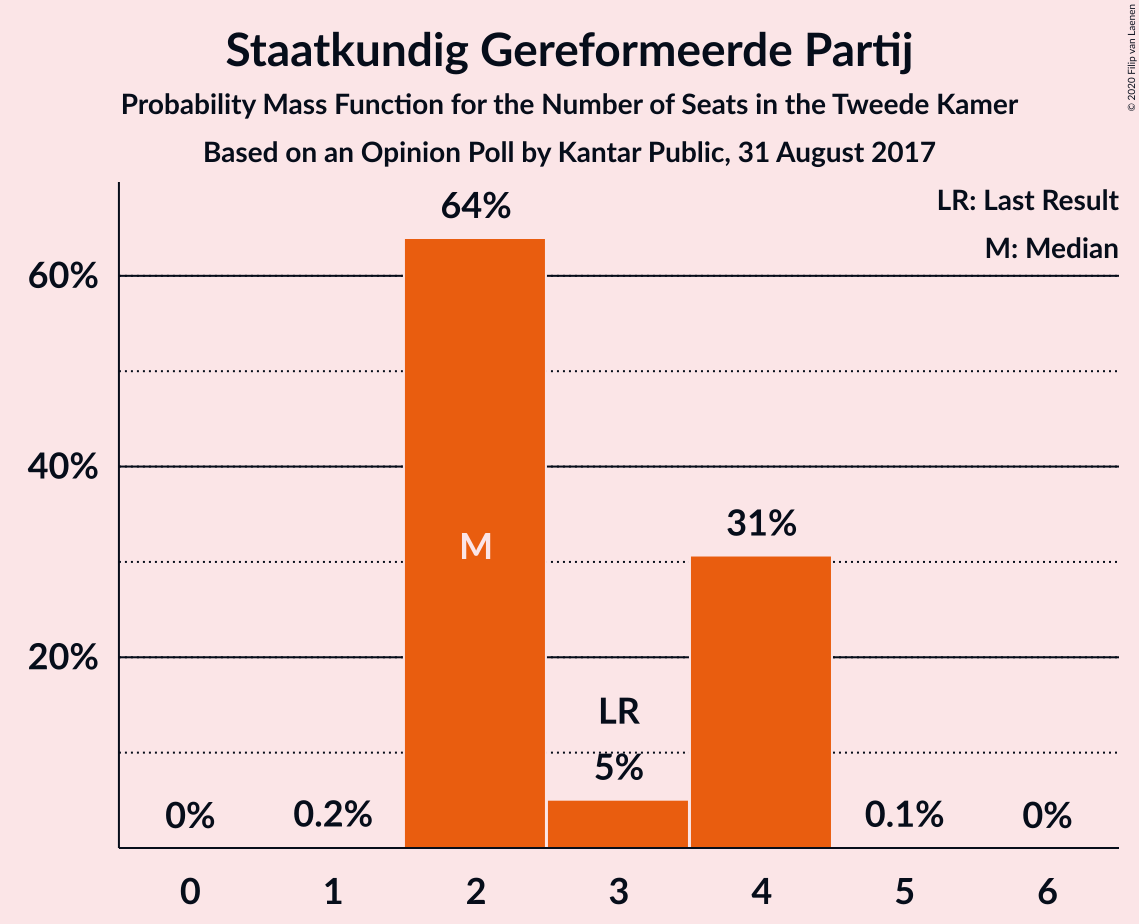 Staatkundig Gereformeerde Partij
Probability Mass Function for the Number of Seats in the Tweede Kamer
Based on an Opinion Poll by Kantar Public, 31 August 2017
© 2020 Filip van Laenen
LR: Last Result
M: Median
64%
60%
40%
31%
M
20%
LR
5%
0%
0.2%
0.1%
0%
0 1 2 3 4 5 6